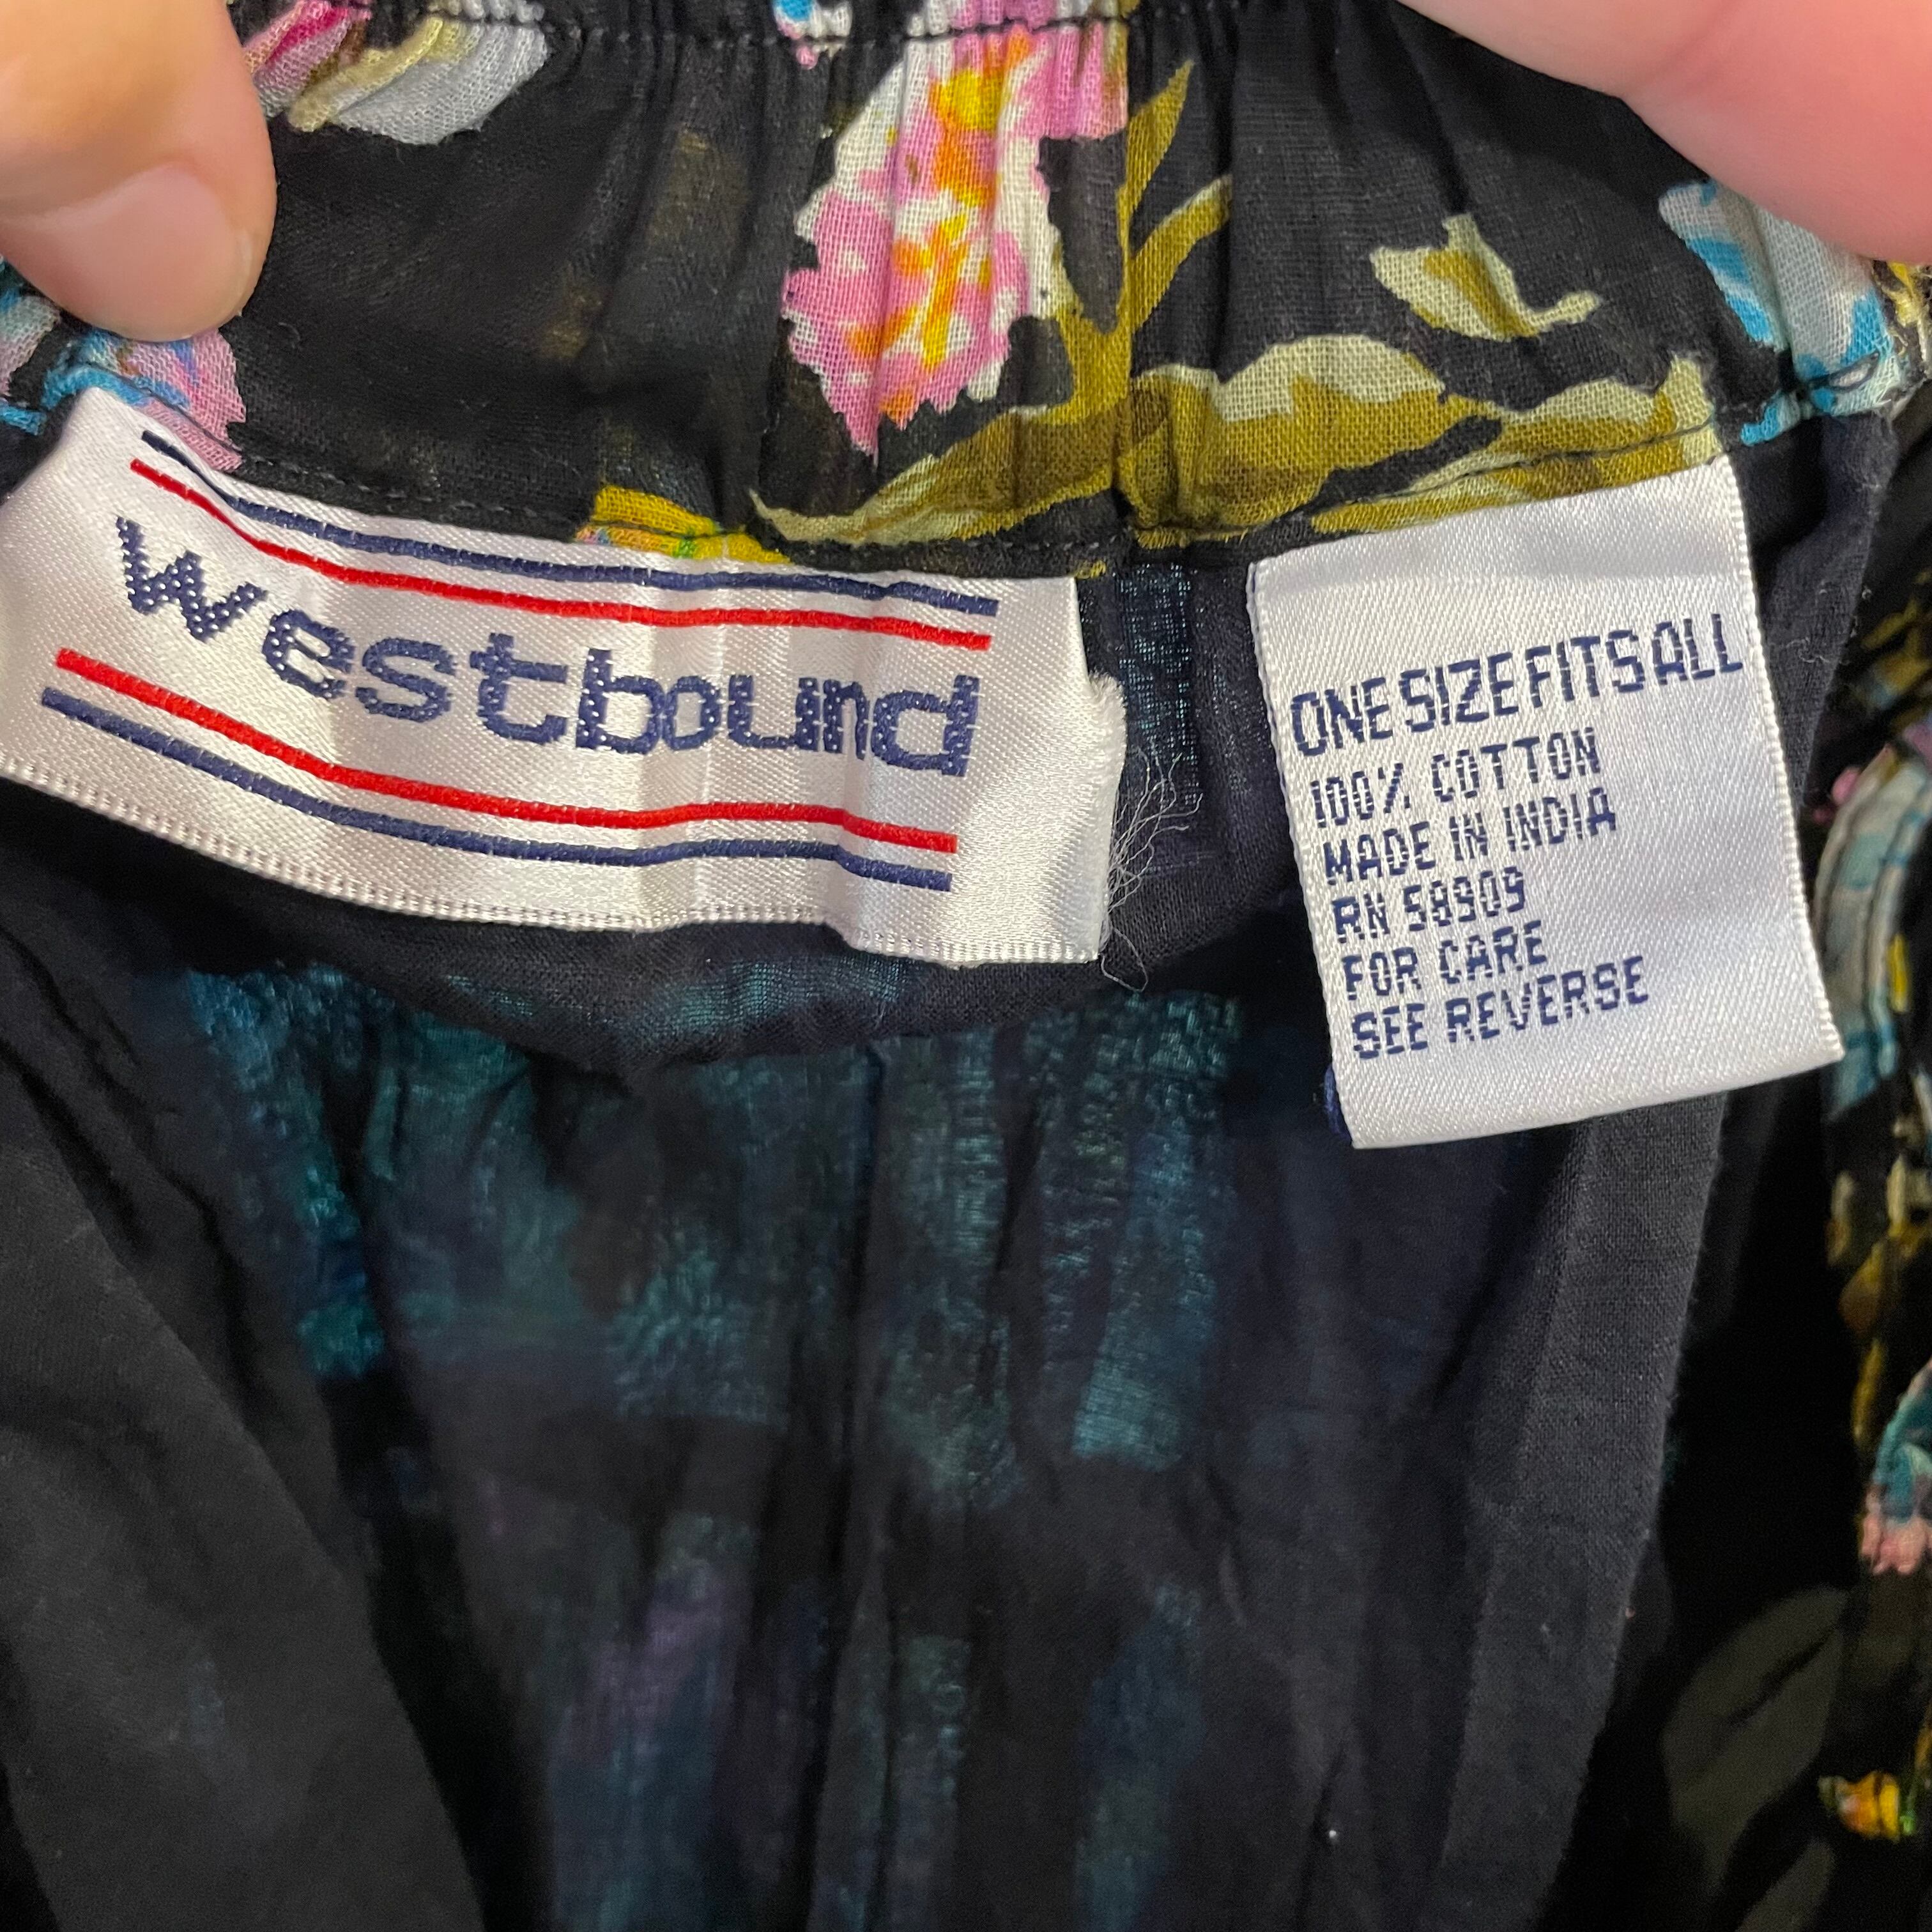 westbound
ONE SIZE FITS ALL
100% COTTON
MADE IN INDIA
RN 58909
FOR CARE
SEE REVERSE